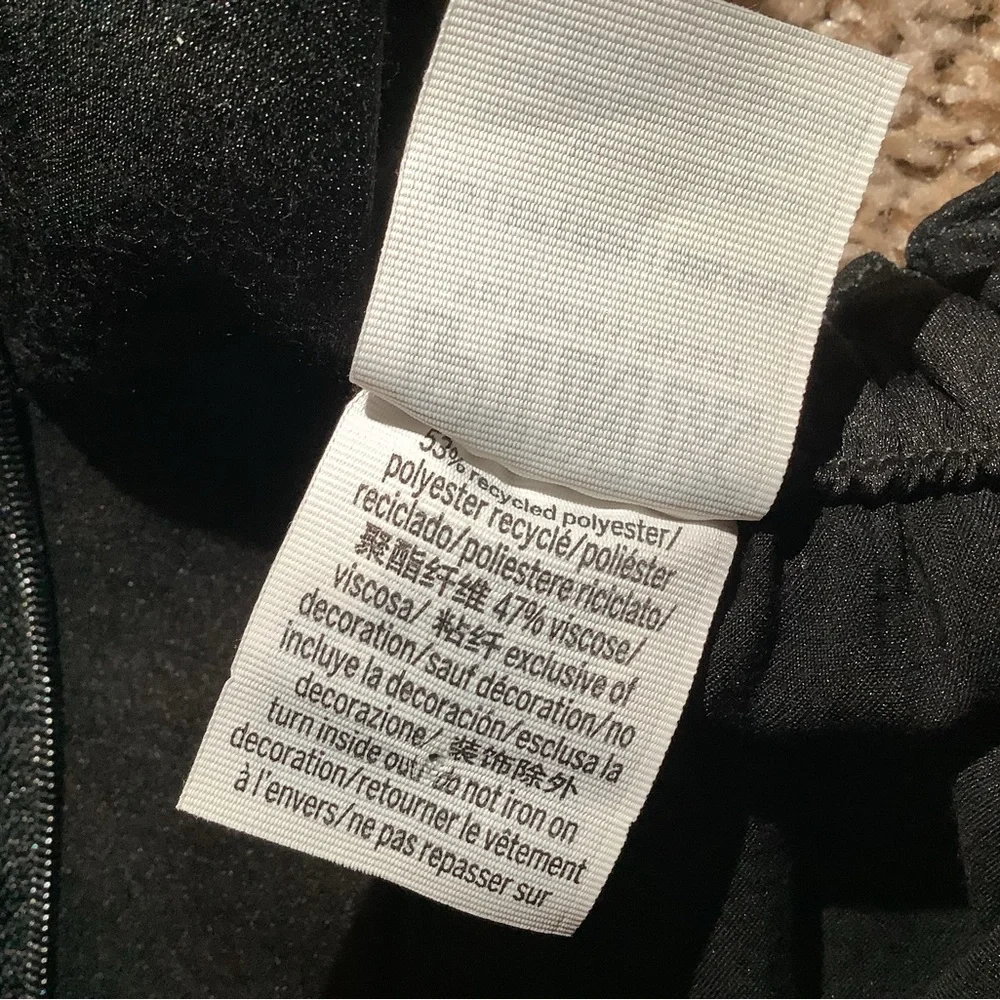 53% recycled polyester/
polyester recyclé/poliéster
reciclado/poliestere riciclato/
聚酯纤维 47% viscose/
viscosa/ 粘纤 exclusive of
decoration/sauf décoration/no
incluye la decoración/esclusa la
decorazione/ 装饰除外
turn inside out/ do not iron on
decoration/retourner le vêtement
à l'envers/ne pas repasser sur